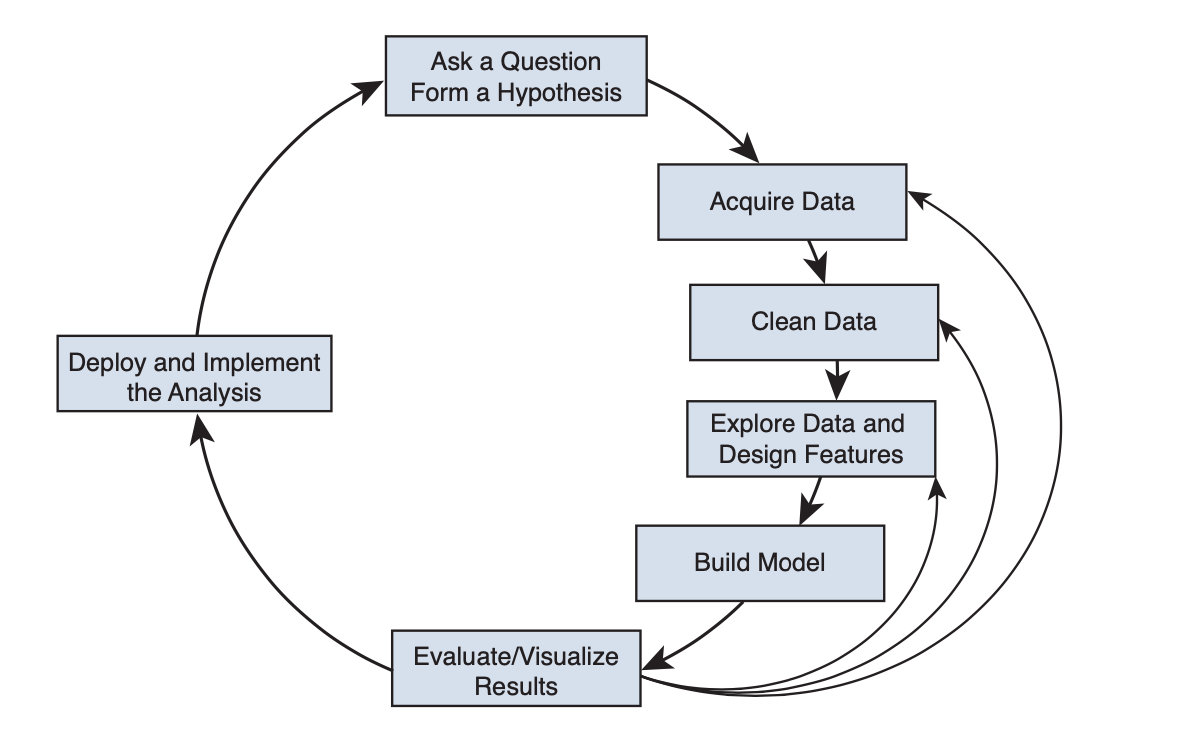 Ask a Question
Form a Hypothesis
Acquire Data
Clean Data
Explore Data and
Design Features
Build Model
Evaluate/Visualize
Results
Deploy and Implement
the Analysis